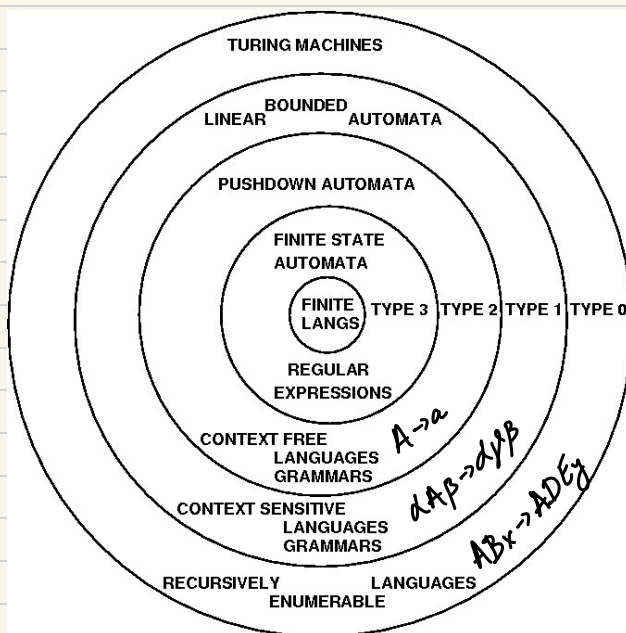 TURING MACHINES
BOUNDED
LINEAR AUTOMATA
PUSHDOWN AUTOMATA
FINITE STATE
AUTOMATA
FINITE
LANGS
TYPE 3 TYPE 2 TYPE 1 TYPE 0
REGULAR
EXPRESSIONS
A→a
CONTEXT FREE
LANGUAGES
GRAMMARS
αAβ→αγβ
CONTEXT SENSITIVE
LANGUAGES
GRAMMARS
ABx→ADEy
RECURSIVELY LANGUAGES
ENUMERABLE